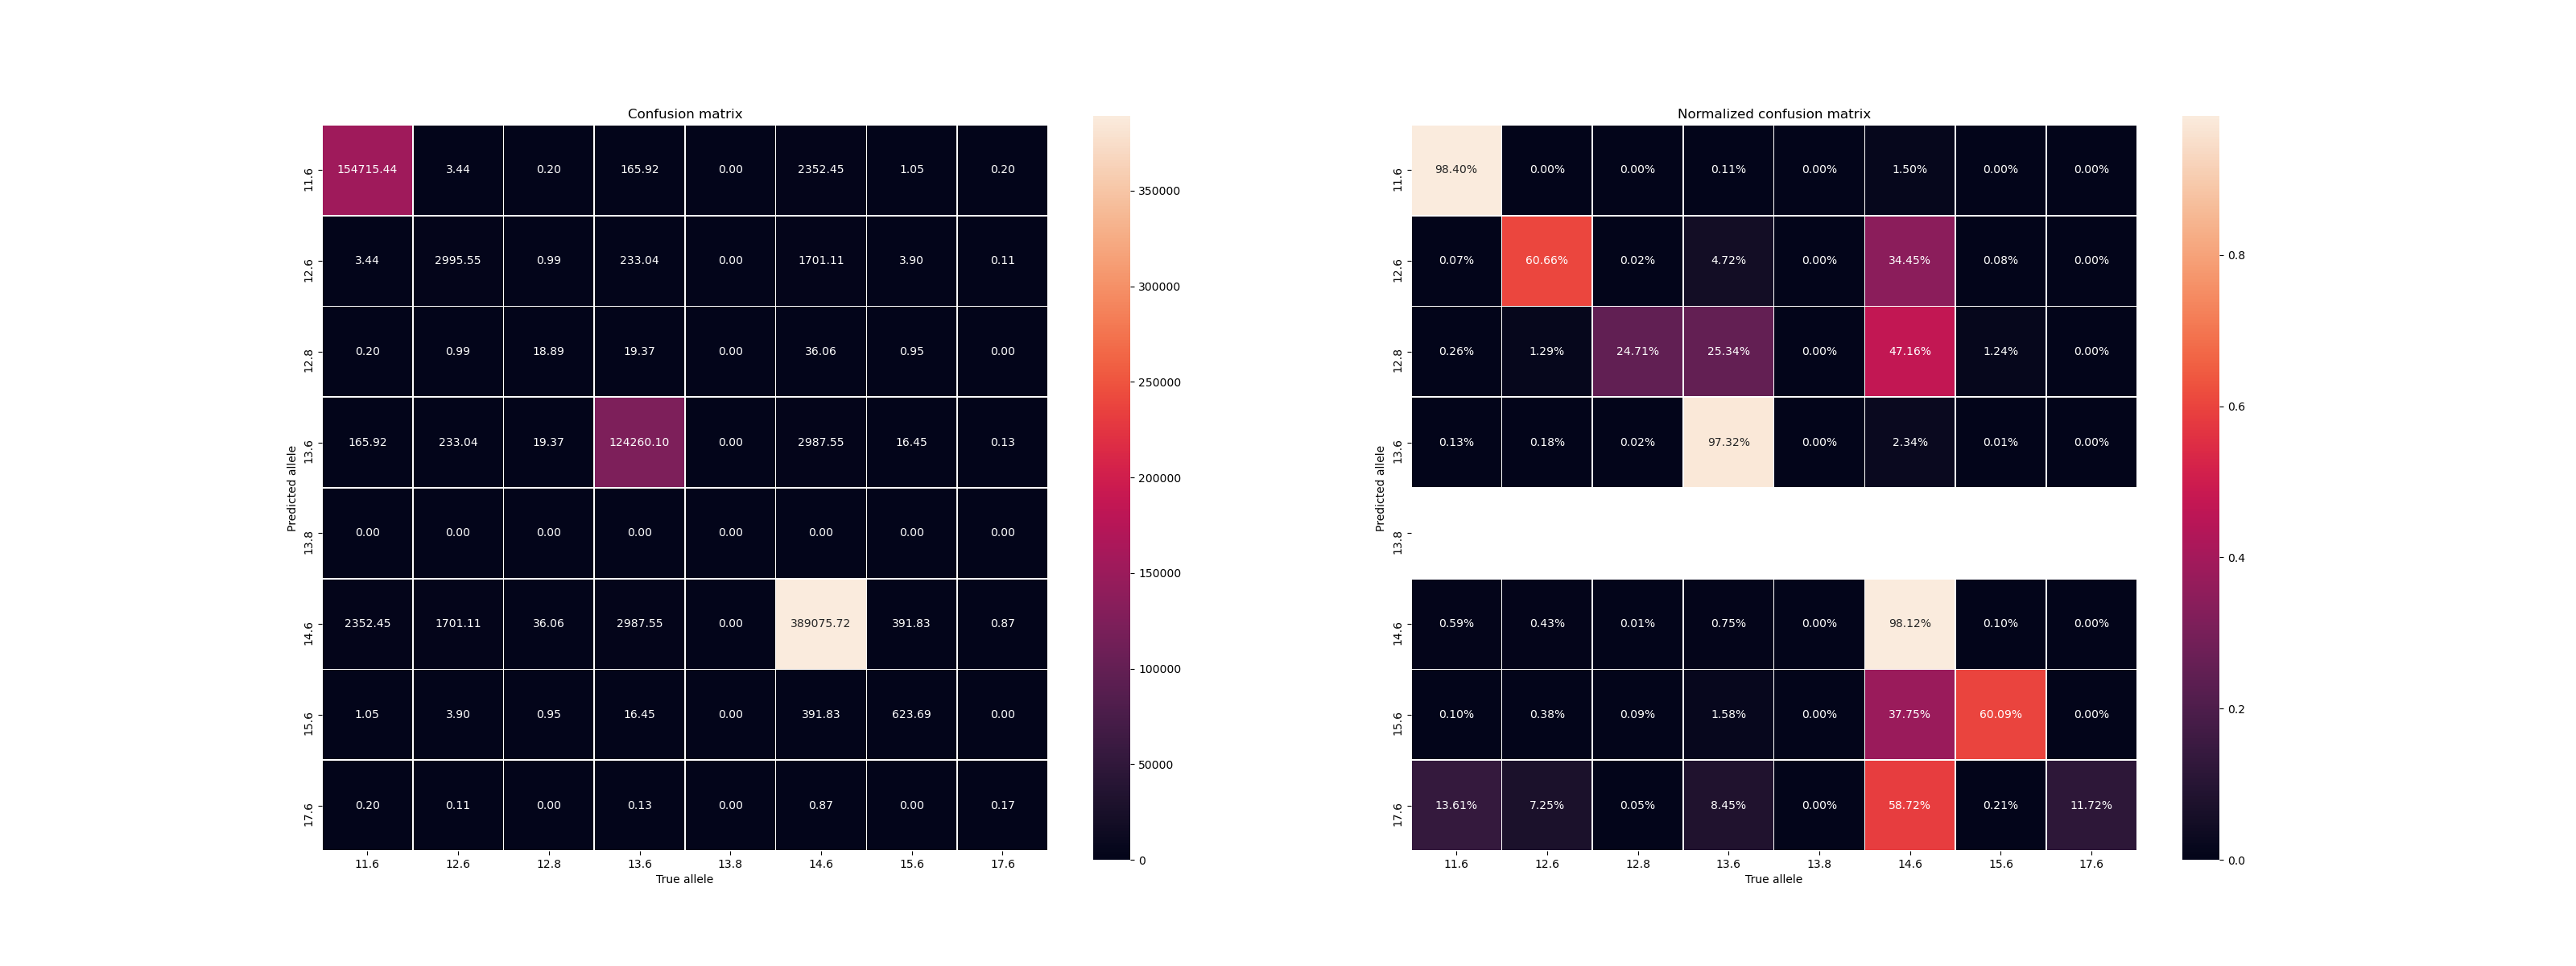 Confusion matrix
Predicted allele
11.6 154715.44 3.44 0.20 165.92 0.00 2352.45 1.05 0.20
12.6 3.44 2995.55 0.99 233.04 0.00 1701.11 3.90 0.11
12.8 0.20 0.99 18.89 19.37 0.00 36.06 0.95 0.00
13.6 165.92 233.04 19.37 124260.10 0.00 2987.55 16.45 0.13
13.8 0.00 0.00 0.00 0.00 0.00 0.00 0.00 0.00
14.6 2352.45 1701.11 36.06 2987.55 0.00 389075.72 391.83 0.87
15.6 1.05 3.90 0.95 16.45 0.00 391.83 623.69 0.00
17.6 0.20 0.11 0.00 0.13 0.00 0.87 0.00 0.17
11.6 12.6 12.8 13.6 13.8 14.6 15.6 17.6
True allele
350000
300000
250000
200000
150000
100000
50000
0
Normalized confusion matrix
Predicted allele
11.6 98.40% 0.00% 0.00% 0.11% 0.00% 1.50% 0.00% 0.00%
12.6 0.07% 60.66% 0.02% 4.72% 0.00% 34.45% 0.08% 0.00%
12.8 0.26% 1.29% 24.71% 25.34% 0.00% 47.16% 1.24% 0.00%
13.6 0.13% 0.18% 0.02% 97.32% 0.00% 2.34% 0.01% 0.00%
13.8
14.6 0.59% 0.43% 0.01% 0.75% 0.00% 98.12% 0.10% 0.00%
15.6 0.10% 0.38% 0.09% 1.58% 0.00% 37.75% 60.09% 0.00%
17.6 13.61% 7.25% 0.05% 8.45% 0.00% 58.72% 0.21% 11.72%
11.6 12.6 12.8 13.6 13.8 14.6 15.6 17.6
True allele
0.8
0.6
0.4
0.2
0.0